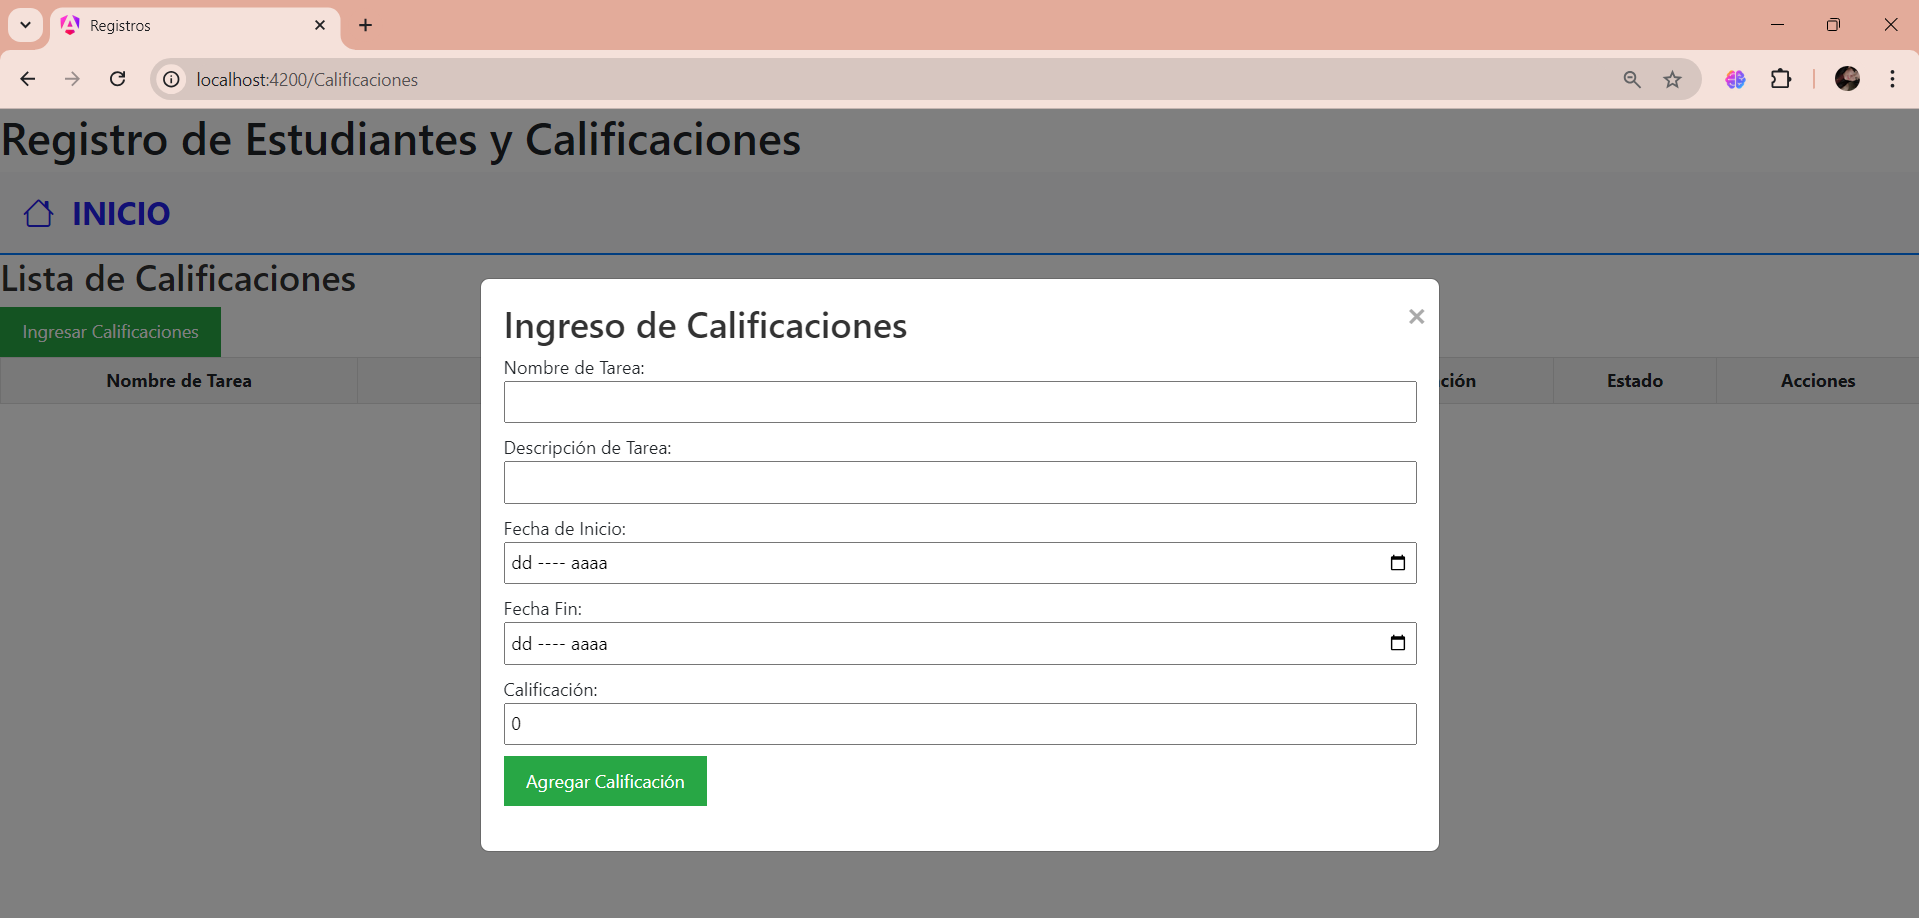 Registros
localhost:4200/Calificaciones
Registro de Estudiantes y Calificaciones
INICIO
Lista de Calificaciones
Ingresar Calificaciones
Nombre de Tarea
ción
Estado
Acciones
Ingreso de Calificaciones
×
Nombre de Tarea:
Descripción de Tarea:
Fecha de Inicio:
dd ---- aaaa
Fecha Fin:
dd ---- aaaa
Calificación:
0
Agregar Calificación